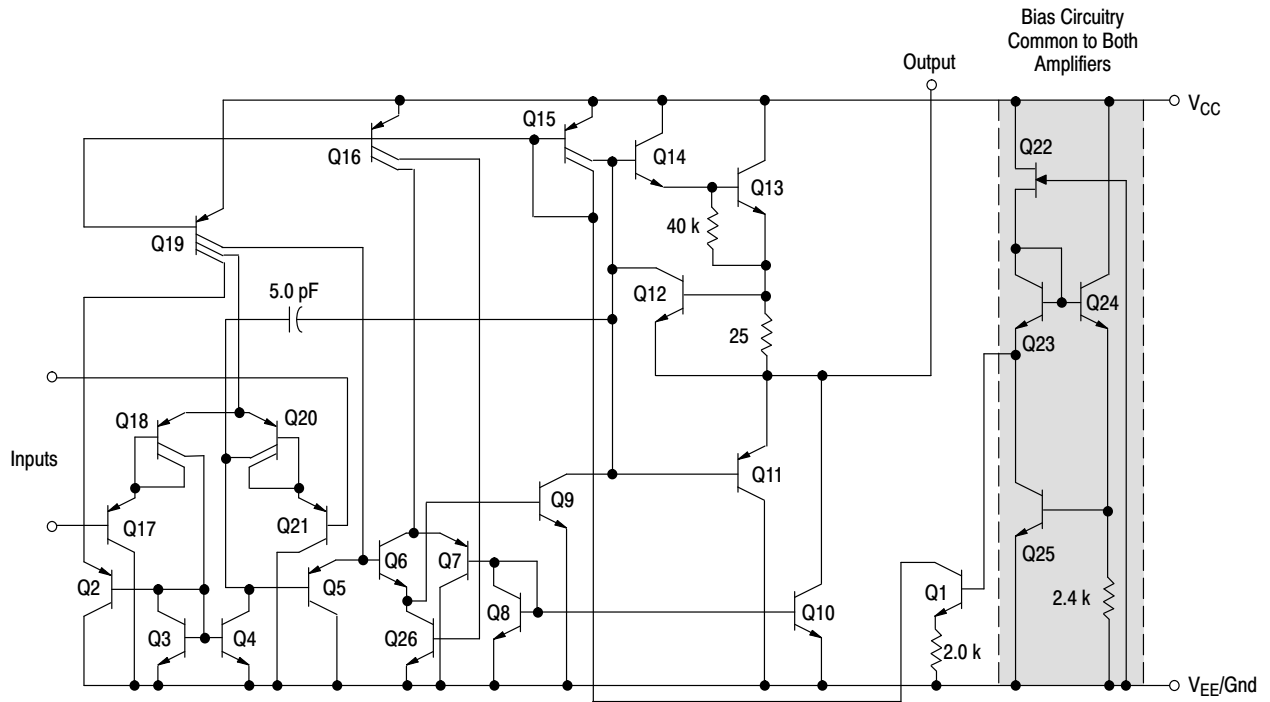 Bias Circuitry
Common to Both
Amplifiers
Output
VCC
Q15
Q22
Q16
Q14
Q13
Q19
40 k
5.0 pF
Q12
Q24
25
Q23
Q18
Q20
Inputs
Q9
Q11
Q17
Q21
Q25
Q6
Q7
Q2
Q5
Q1
2.4 k
Q8
Q10
Q3
Q4
Q26
2.0 k
VEE/Gnd